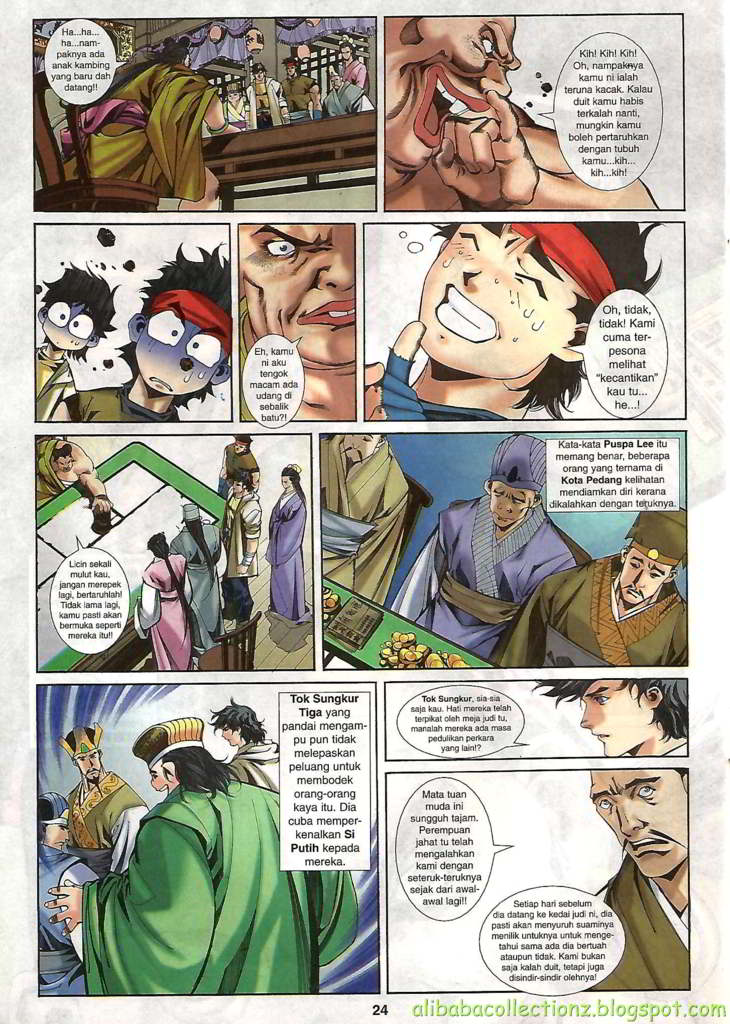 Ha...ha...
ha...nam-
paknya ada
anak kambing
yang baru dah
datang!!
Kih! Kih! Kih!
Oh, nampaknya
kamu ni ialah
teruna kacak. Kalau
duit kamu habis
terkalah nanti,
mungkin kamu
boleh pertaruhkan
dengan tubuh
kamu...kih...
kih...kih!
Eh, kamu
ni aku
tengok
macam ada
udang di
sebalik
batu?!
Oh, tidak,
tidak! Kami
cuma ter-
pesona
melihat
“kecantikan”
kau tu...
he...!
Licin sekali
mulut kau,
jangan merepek
lagi, bertaruhlah!
Tidak lama lagi,
kamu pasti akan
bermuka seperti
mereka itu!!
Kata-kata Puspa Lee itu
memang benar, beberapa
orang yang ternama di
Kota Pedang kelihatan
mendiamkan diri kerana
dikalahkan dengan teruknya.
Tok Sungkur
Tiga yang
pandai mengam-
pu pun tidak
melepaskan
peluang untuk
membodek
orang-orang
kaya itu. Dia
cuba memper-
kenalkan Si
Putih kepada
mereka.
Tok Sungkur, sia-sia
saja kau. Hati mereka telah
terpikat oleh meja judi tu,
manalah mereka ada masa
pedulikan perkara
yang lain!?
Mata tuan
muda ini
sungguh tajam.
Perempuan
jahat tu telah
mengalahkan
kami dengan
seteruk-teruknya
sejak dari awal-
awal lagi!!
Setiap hari sebelum
dia datang ke kedai judi ni, dia
pasti akan menyuruh suaminya
menilik untuknya untuk menge-
tahui sama ada dia bertuah
ataupun tidak. Kami bukan
saja kalah duit, tetapi juga
disindir-sindir olehnya!
24
alibabacollectionz.blogspot.com